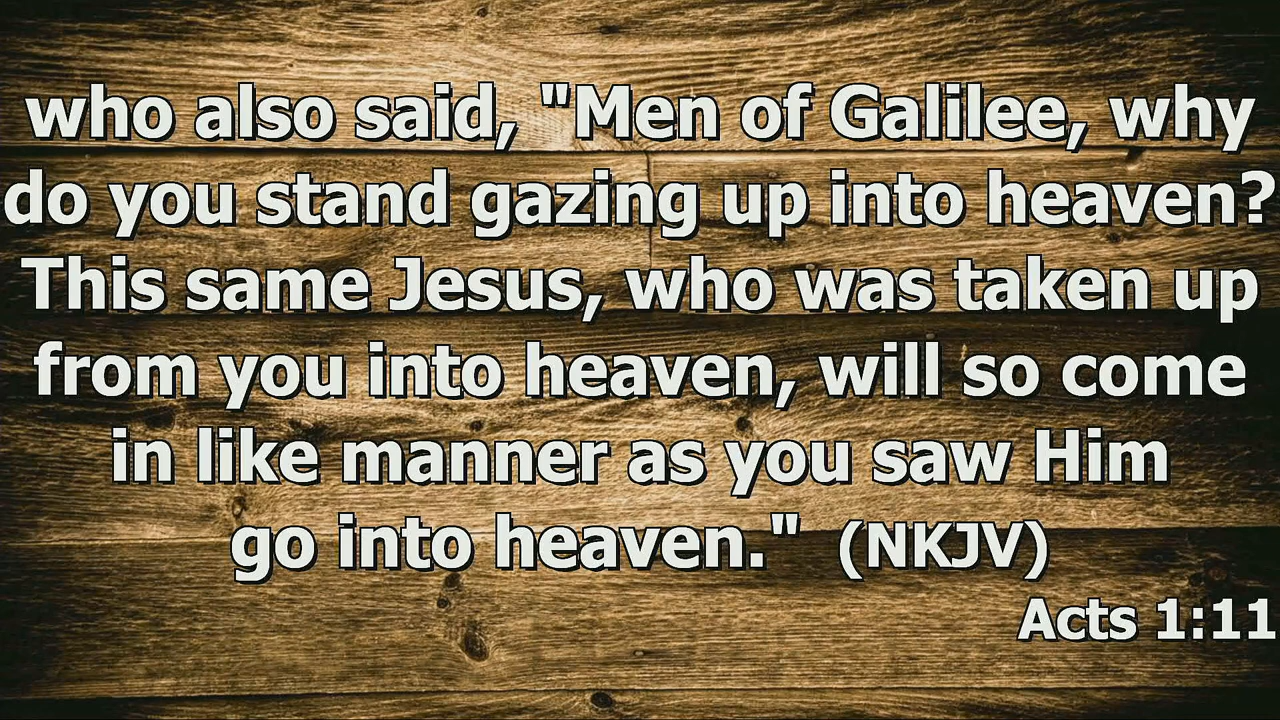 who also said, "Men of Galilee, why
do you stand gazing up into heaven?
This same Jesus, who was taken up
from you into heaven, will so come
in like manner as you saw Him
go into heaven." (NKJV)
Acts 1:11